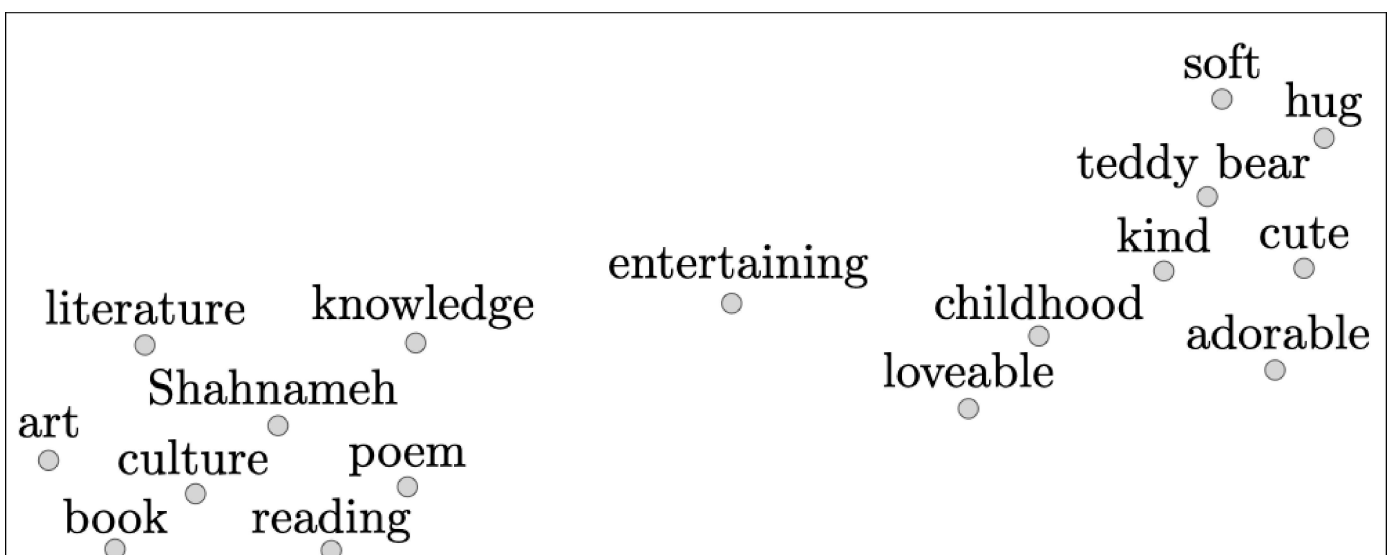 soft
hug
teddy bear
kind
cute
entertaining
literature
knowledge
childhood
adorable
loveable
Shahnameh
art
culture
poem
book
reading